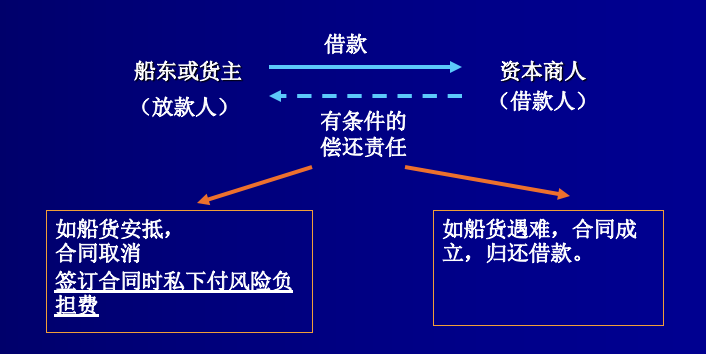 借款
船东或货主
资本商人
（放款人）
（借款人）
有条件的
偿还责任
如船货安抵，
合同取消
签订合同时私下付风险负
担费
如船货遇难，合同成
立，归还借款。